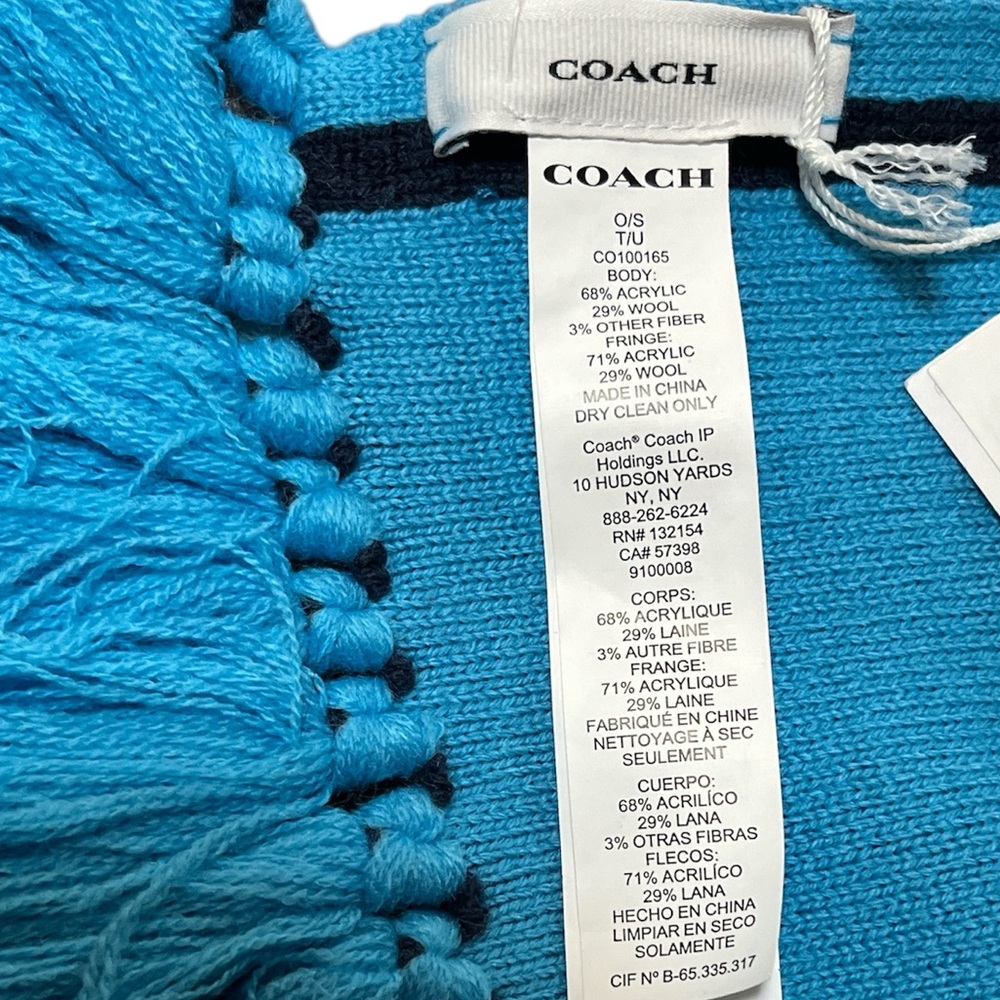 COACH
COACH
O/S
T/U
CO100165
BODY:
68% ACRYLIC
29% WOOL
3% OTHER FIBER
FRINGE:
71% ACRYLIC
29% WOOL
MADE IN CHINA
DRY CLEAN ONLY
Coach® Coach IP
Holdings LLC.
10 HUDSON YARDS
NY, NY
888-262-6224
RN# 132154
CA# 57398
9100008
CORPS:
68% ACRYLIQUE
29% LAINE
3% AUTRE FIBRE
FRANGE:
71% ACRYLIQUE
29% LAINE
FABRIQUÉ EN CHINE
NETTOYAGE À SEC
SEULEMENT
CUERPO:
68% ACRILÍCO
29% LANA
3% OTRAS FIBRAS
FLECOS:
71% ACRILÍCO
29% LANA
HECHO EN CHINA
LIMPIAR EN SECO
SOLAMENTE
CIF Nº B-65.335.317